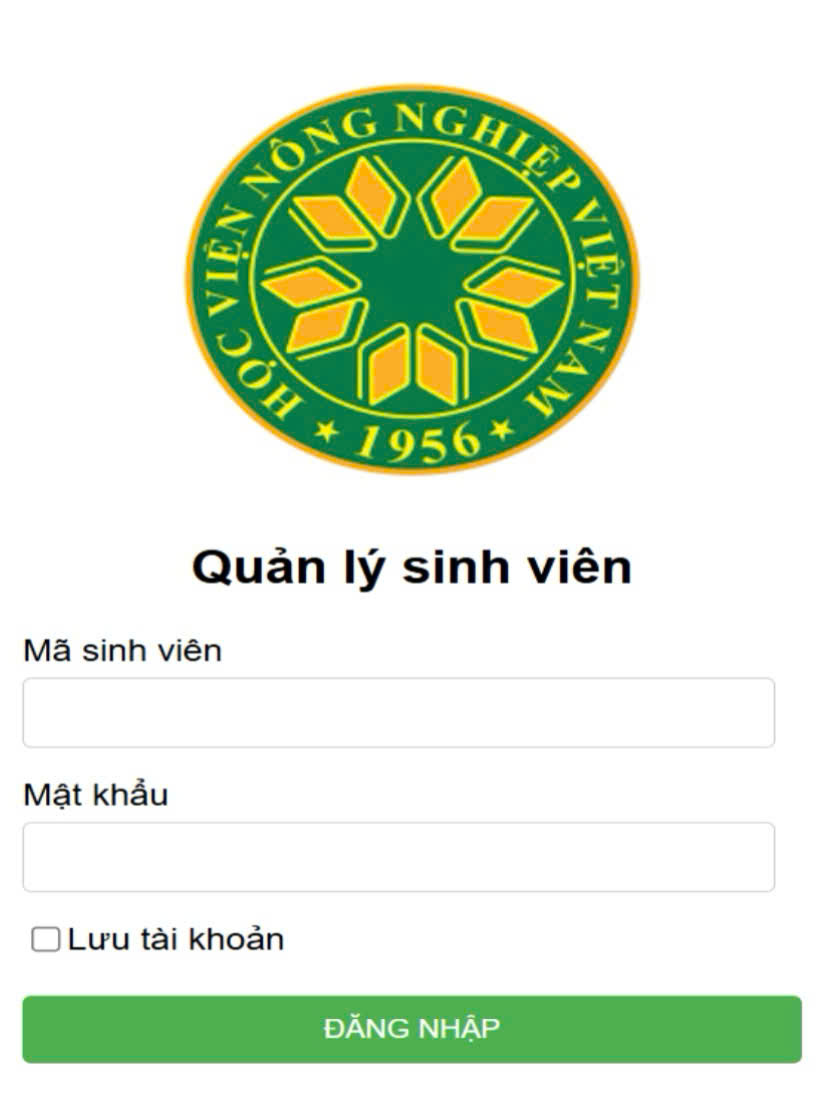 HỌC VIỆN NÔNG NGHIỆP VIỆT NAM
★ 1956 ★
Quản lý sinh viên
Mã sinh viên
Mật khẩu
Lưu tài khoản
ĐĂNG NHẬP